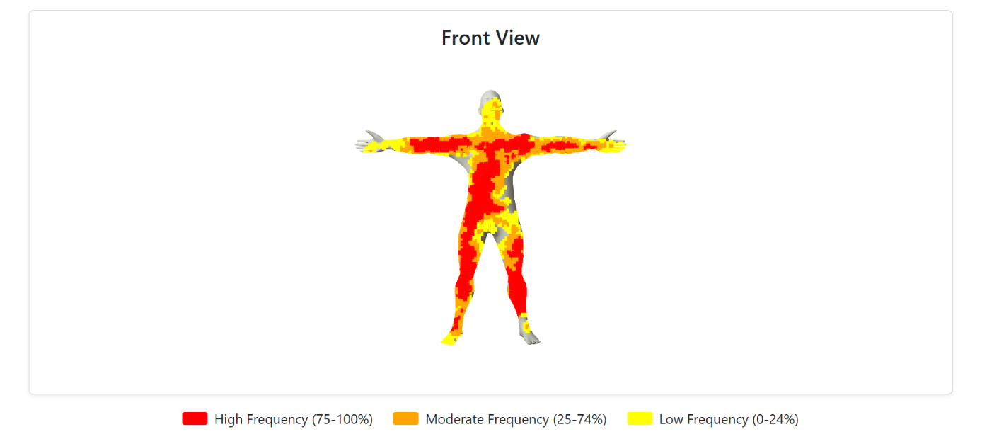 Front View
High Frequency (75-100%) Moderate Frequency (25-74%) Low Frequency (0-24%)